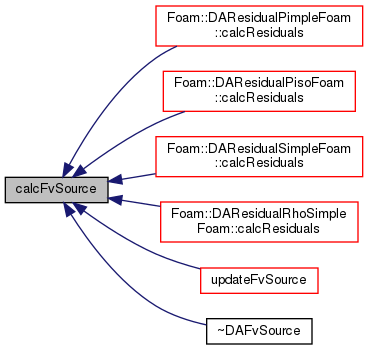 Foam::DAResidualPimpleFoam
::calcResiduals
Foam::DAResidualPisoFoam
::calcResiduals
Foam::DAResidualSimpleFoam
::calcResiduals
calcFvSource
Foam::DAResidualRhoSimple
Foam::calcResiduals
updateFvSource
~DAFvSource